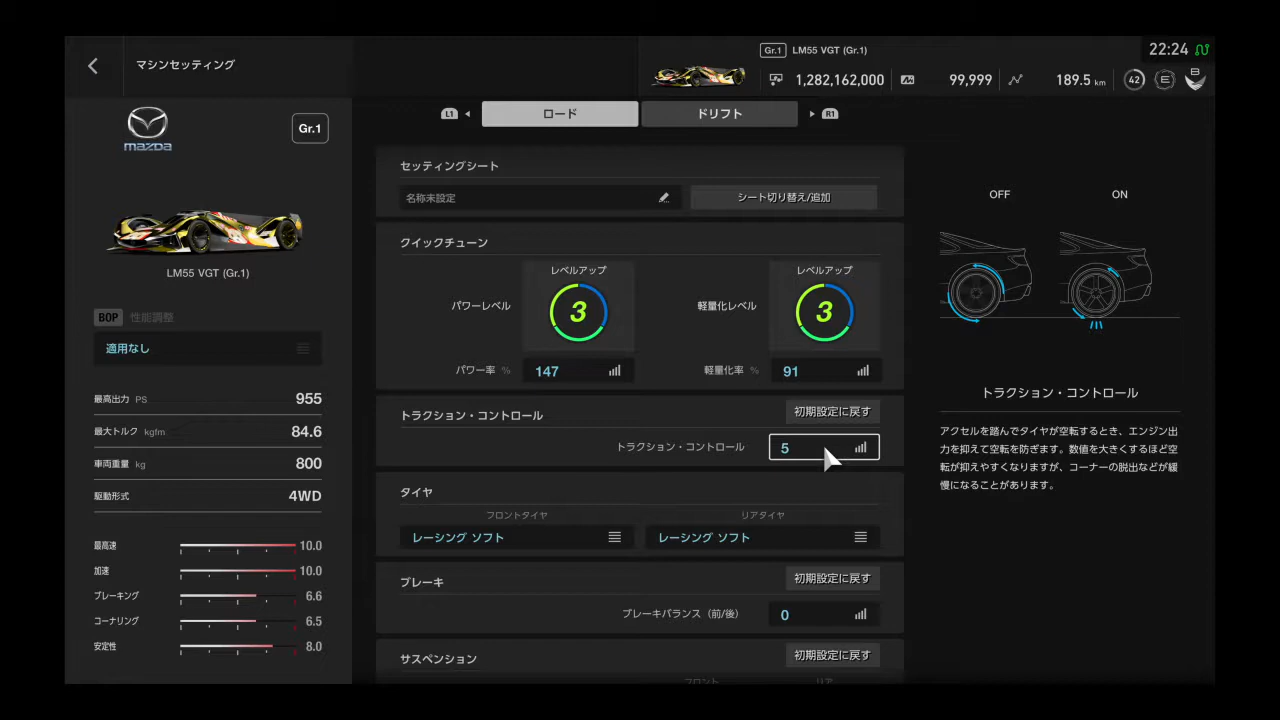 マシンセッティング
Gr.1 LM55 VGT (Gr.1)
22:24
1,282,162,000 99,999 189.5 km 42 E B
L1 ロード ドリフト R1
mazda
Gr.1
LM55 VGT (Gr.1)
BOP 性能調整
適用なし
最高出力 PS 955
最大トルク kgfm 84.6
車両重量 kg 800
駆動形式 4WD
最高速 10.0
加速 10.0
ブレーキング 6.6
コーナリング 6.5
安定性 8.0
セッティングシート
名称未設定 シート切り替え/追加
クイックチューン
レベルアップ レベルアップ
パワーレベル 3 軽量化レベル 3
パワー率 % 147 軽量化率 % 91
トラクション・コントロール 初期設定に戻す
トラクション・コントロール 5
タイヤ
フロントタイヤ リアタイヤ
レーシング ソフト レーシング ソフト
ブレーキ 初期設定に戻す
ブレーキバランス（前/後） 0
サスペンション 初期設定に戻す
フロント リア
OFF ON
トラクション・コントロール
アクセルを踏んでタイヤが空転するとき、エンジン出
力を抑えて空転を防ぎます。数値を大きくするほど空
転が抑えやすくなりますが、コーナーの脱出などが緩
慢になることがあります。